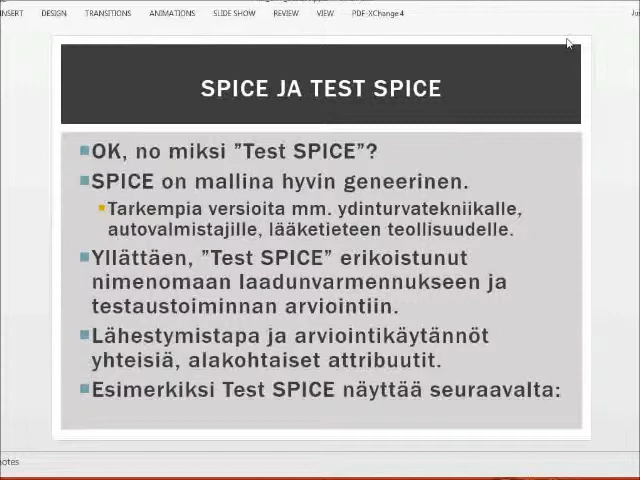 INSERT DESIGN TRANSITIONS ANIMATIONS SLIDE SHOW REVIEW VIEW PDF-XChange 4
SPICE JA TEST SPICE
OK, no miksi ”Test SPICE”?
SPICE on mallina hyvin geneerinen.
Tarkempia versioita mm. ydinturvatekniikalle,
autovalmistajille, lääketieteen teollisuudelle.
Yllättäen, ”Test SPICE” erikoistunut
nimenomaan laadunvarmennukseen ja
testaustoiminnan arviointiin.
Lähestymistapa ja arviointikäytännöt
yhteisiä, alakohtaiset attribuutit.
Esimerkiksi Test SPICE näyttää seuraavalta:
notes